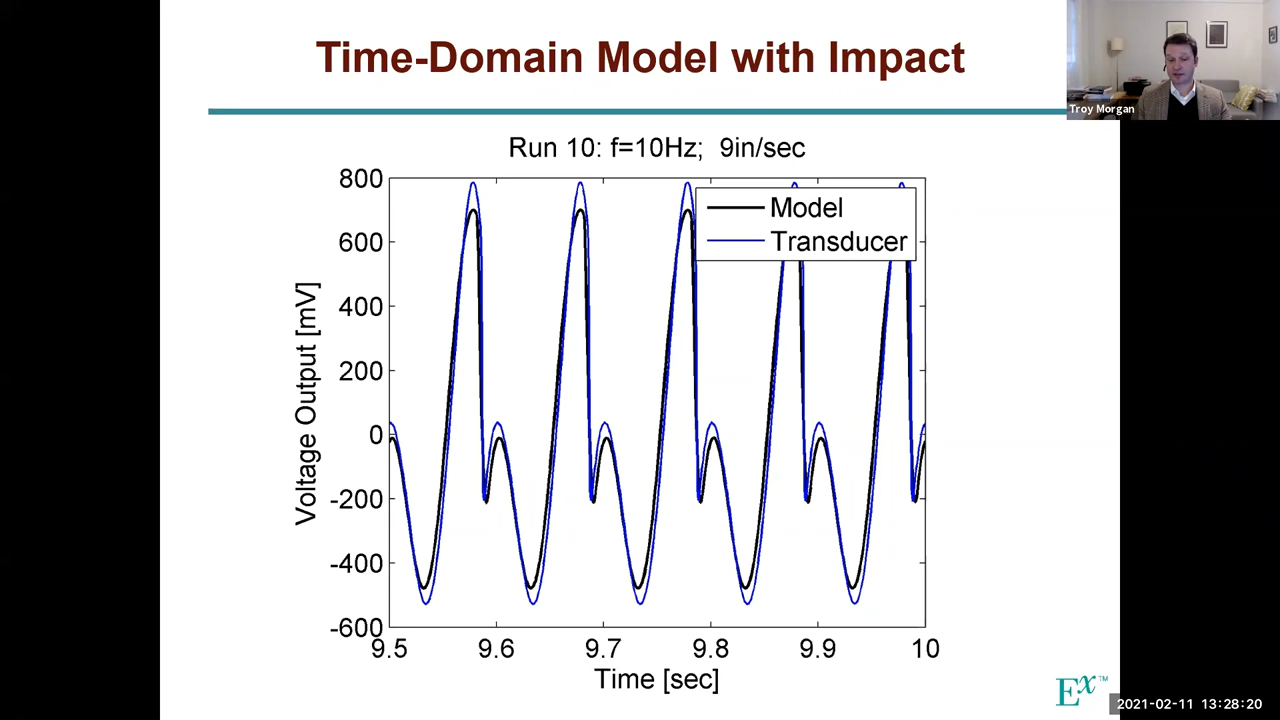 Time-Domain Model with Impact
Troy Morgan
Run 10: f=10Hz; 9in/sec
Model
Transducer
800
600
400
200
0
-200
-400
-600
Voltage Output [mV]
9.5 9.6 9.7 9.8 9.9 10
Time [sec]
Ex™
2021-02-11 13:28:20